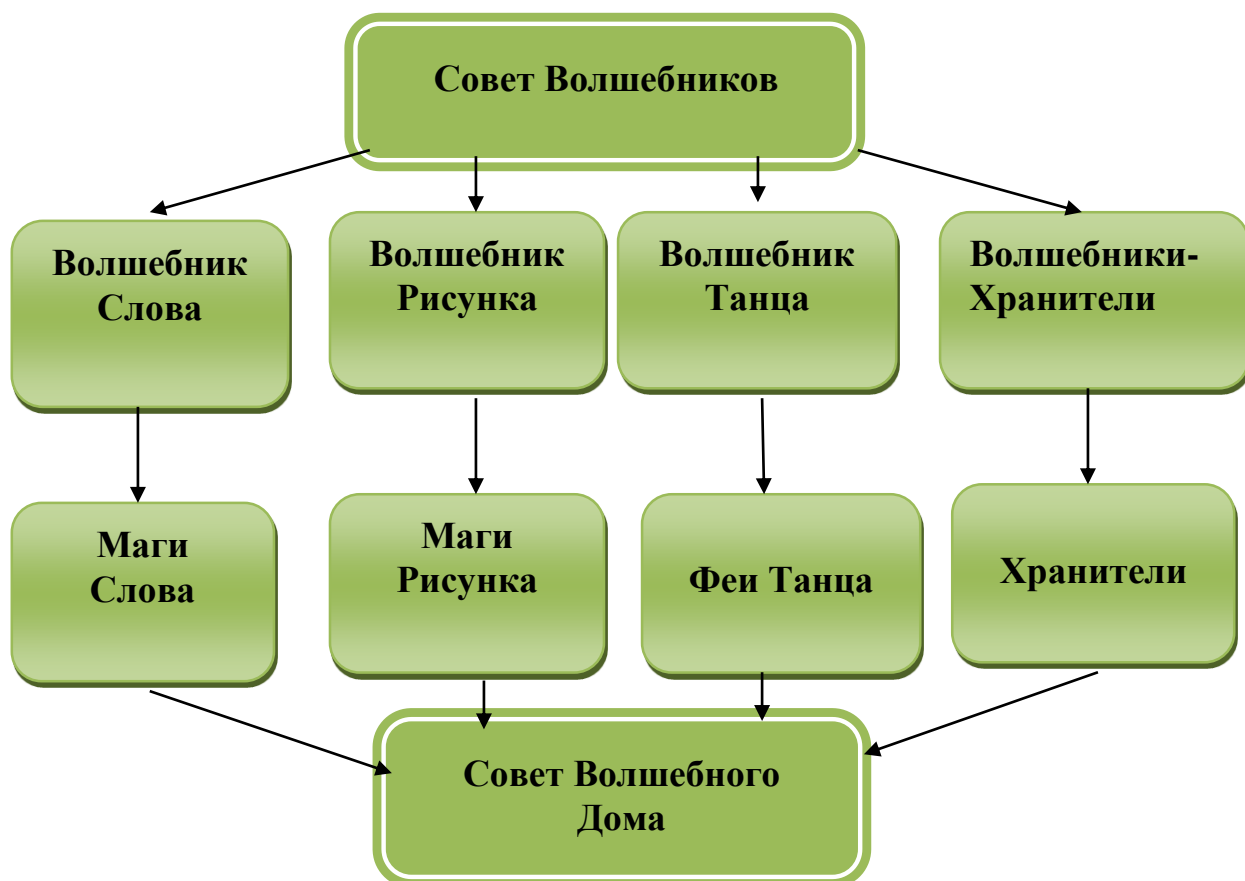 Совет Волшебников
Волшебник
Слова
Волшебник
Рисунка
Волшебник
Танца
Волшебники-
Хранители
Маги
Слова
Маги
Рисунка
Феи Танца
Хранители
Совет Волшебного
Дома